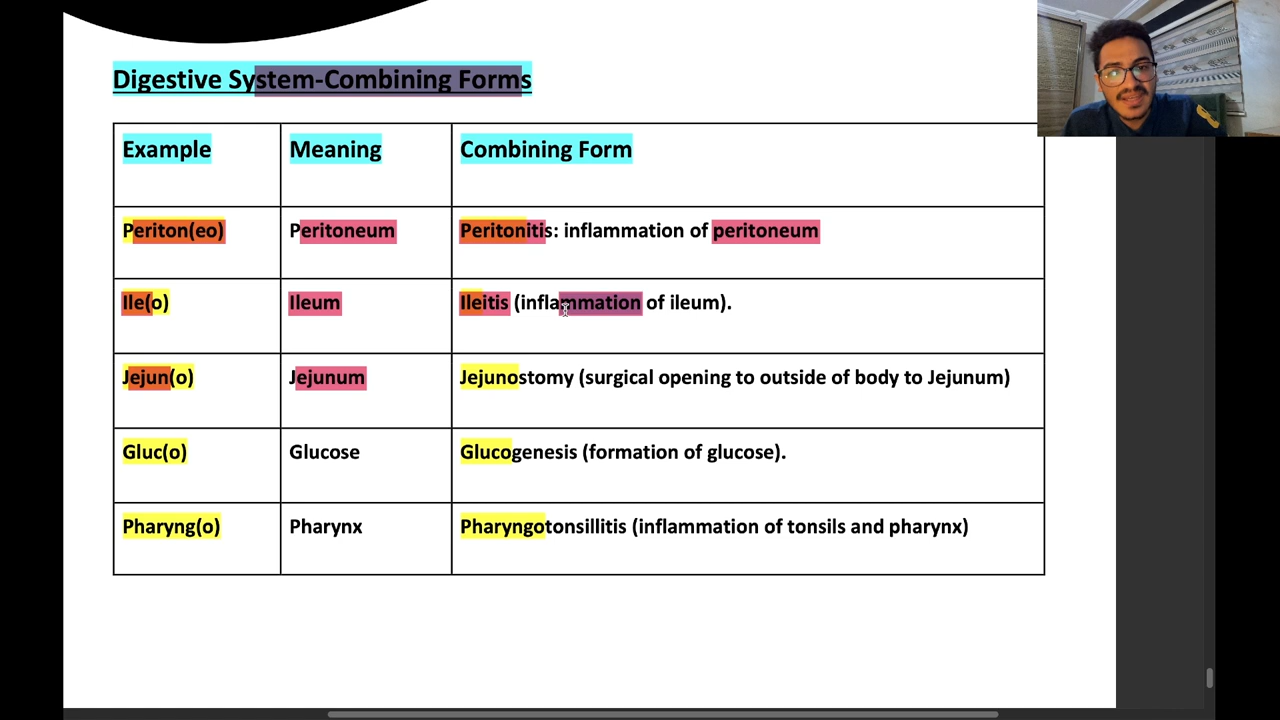 Digestive System-Combining Forms
Example Meaning Combining Form
Periton(eo) Peritoneum Peritonitis: inflammation of peritoneum
Ile(o) Ileum Ileitis (inflammation of ileum).
Jejun(o) Jejunum Jejunostomy (surgical opening to outside of body to Jejunum)
Gluc(o) Glucose Glucogenesis (formation of glucose).
Pharyng(o) Pharynx Pharyngotonsillitis (inflammation of tonsils and pharynx)